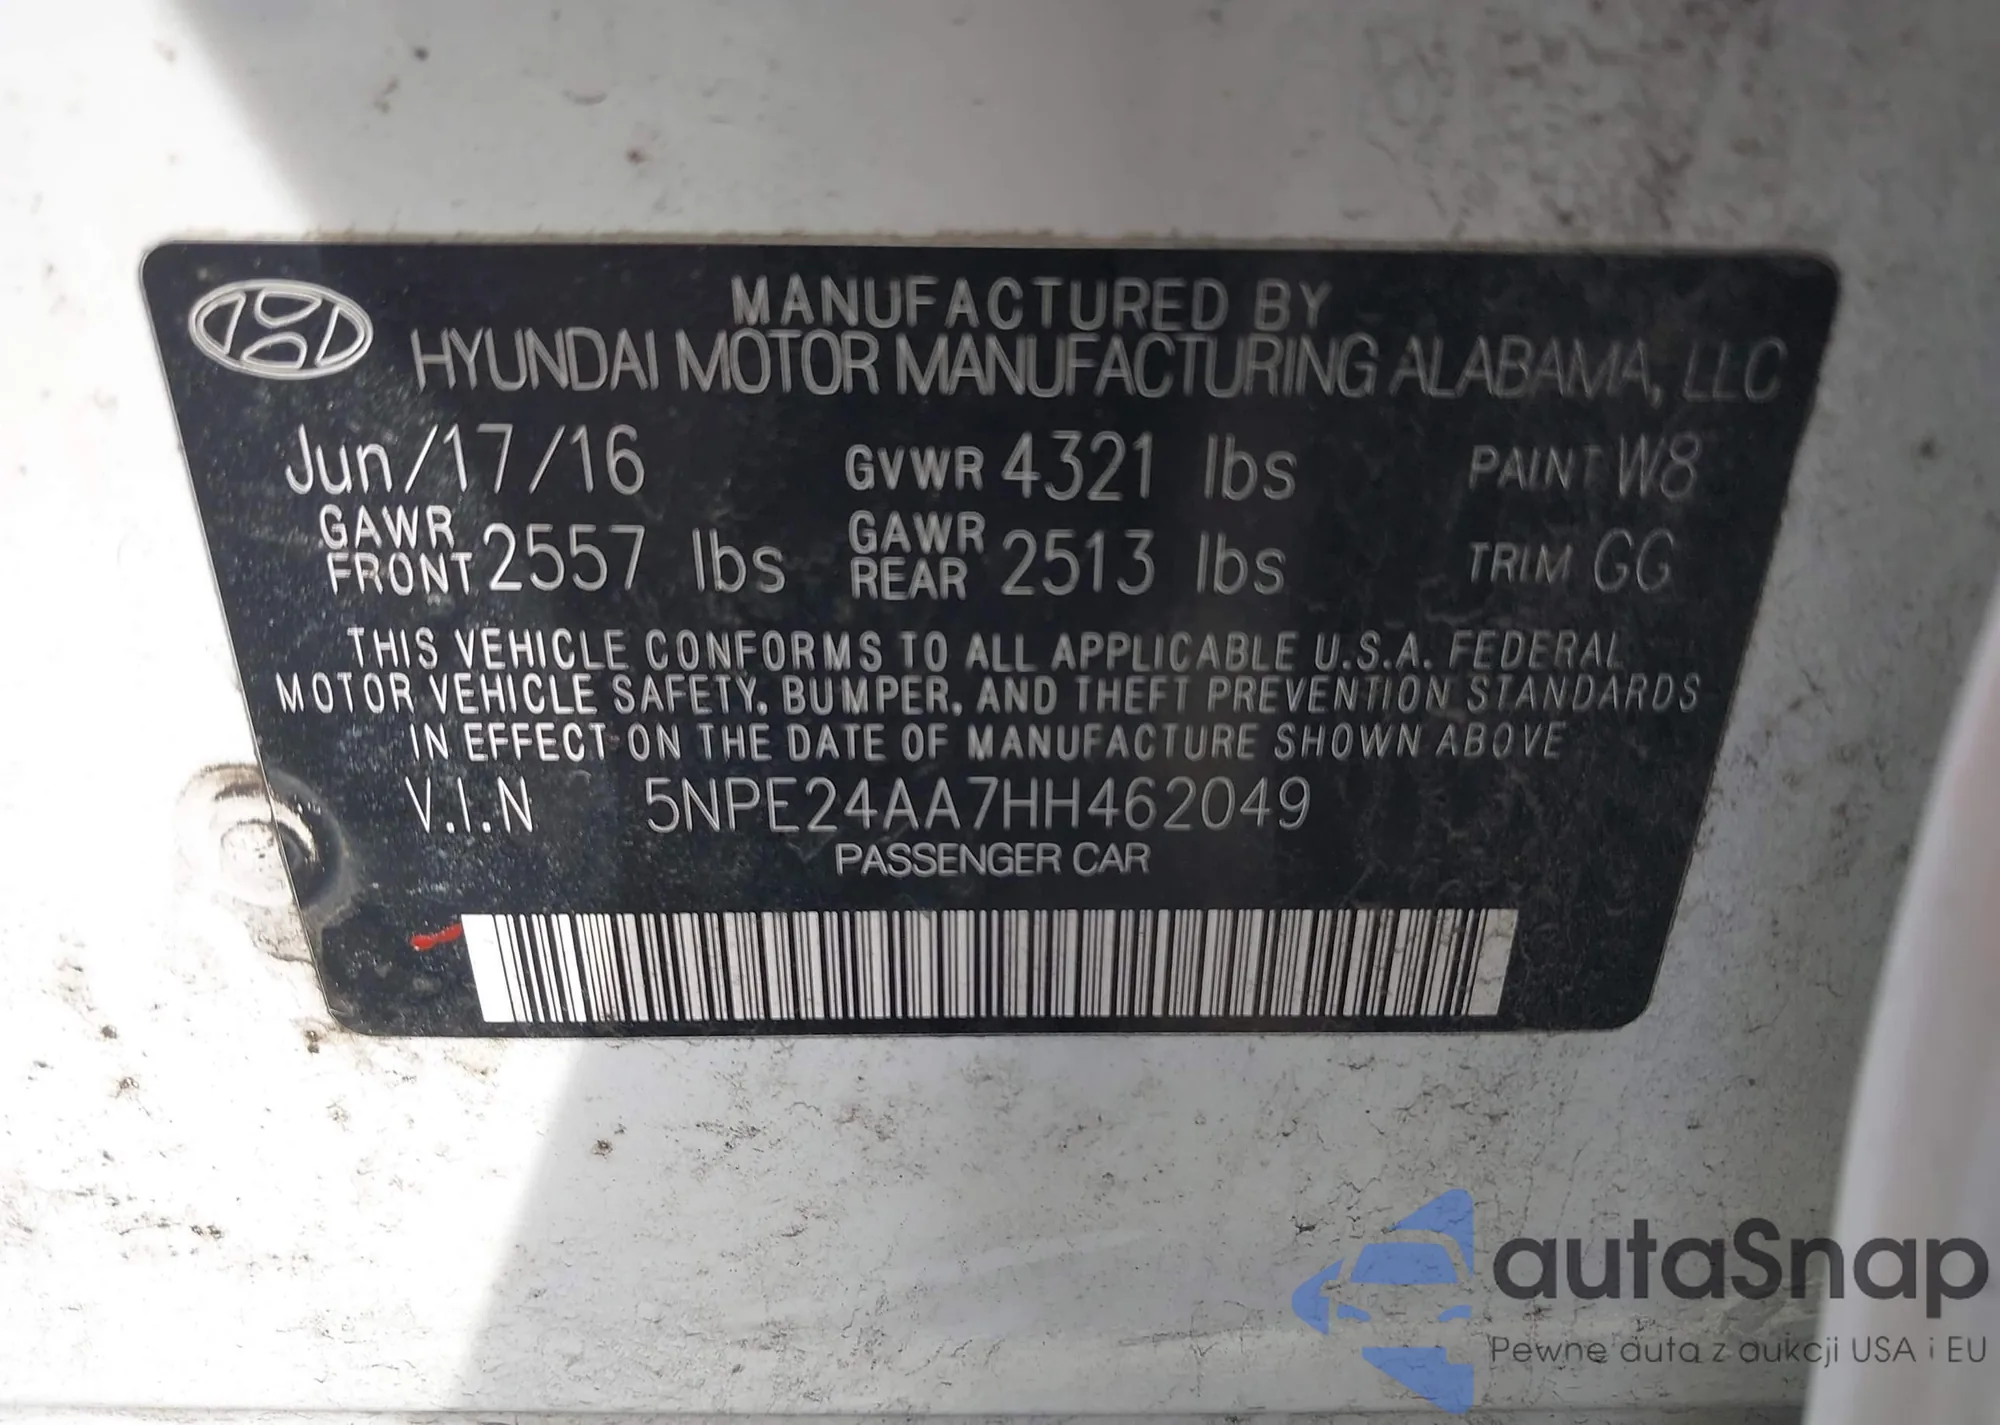 MANUFACTURED BY
HYUNDAI MOTOR MANUFACTURING ALABAMA, LLC
Jun/17/16 GVWR 4321 lbs PAINT W8
GAWR FRONT 2557 lbs GAWR REAR 2513 lbs TRIM GG
THIS VEHICLE CONFORMS TO ALL APPLICABLE U.S.A. FEDERAL
MOTOR VEHICLE SAFETY, BUMPER, AND THEFT PREVENTION STANDARDS
IN EFFECT ON THE DATE OF MANUFACTURE SHOWN ABOVE
V.I.N 5NPE24AA7HH462049
PASSENGER CAR
autaSnap
Pewne auta z aukcji USA i EU